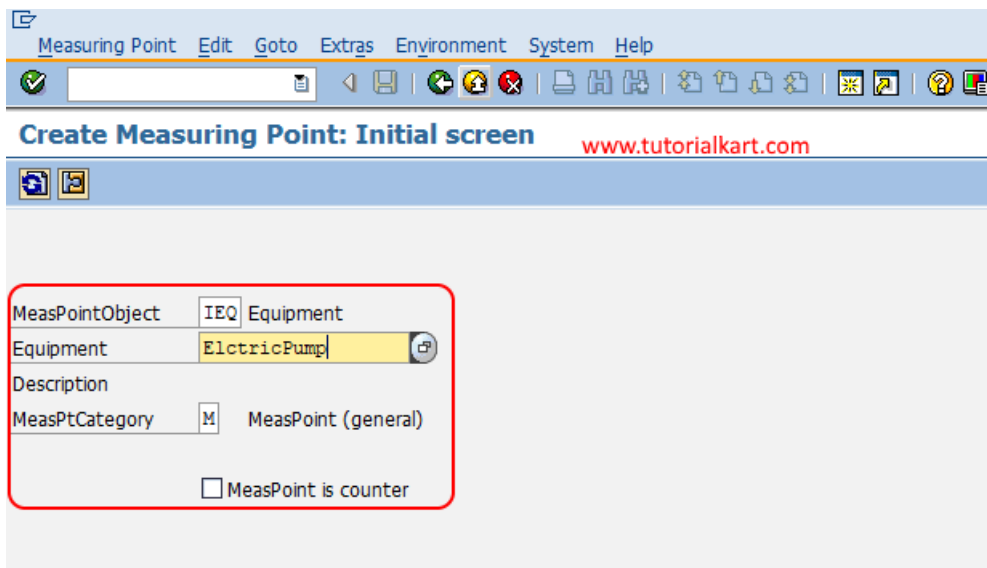 Measuring Point Edit Goto Extras Environment System Help
Create Measuring Point: Initial screen www.tutorialkart.com
MeasPointObject IEQ Equipment
Equipment ElctricPump
Description
MeasPtCategory M MeasPoint (general)
MeasPoint is counter